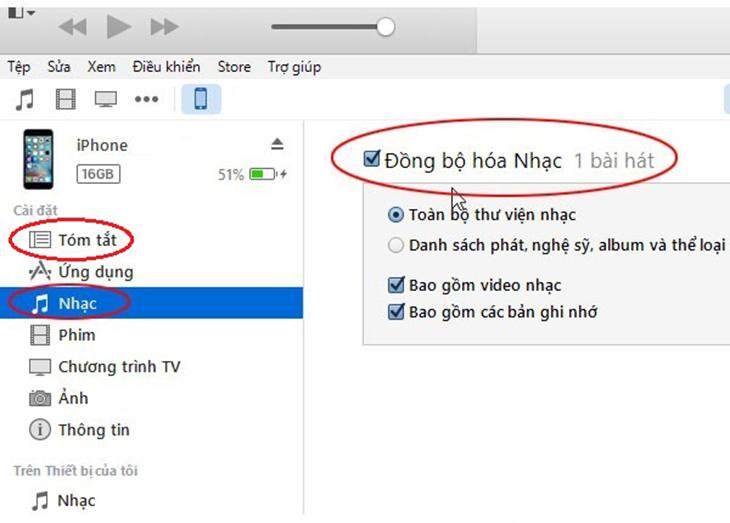 Tệp Sửa Xem Điều khiển Store Trợ giúp
iPhone
16GB 51%
Cài đặt
Tóm tắt
Ứng dụng
Nhạc
Phim
Chương trình TV
Ảnh
Thông tin
Trên Thiết bị của tôi
Nhạc
Đồng bộ hóa Nhạc 1 bài hát
Toàn bộ thư viện nhạc
Danh sách phát, nghệ sỹ, album và thể loại
Bao gồm video nhạc
Bao gồm các bản ghi nhớ